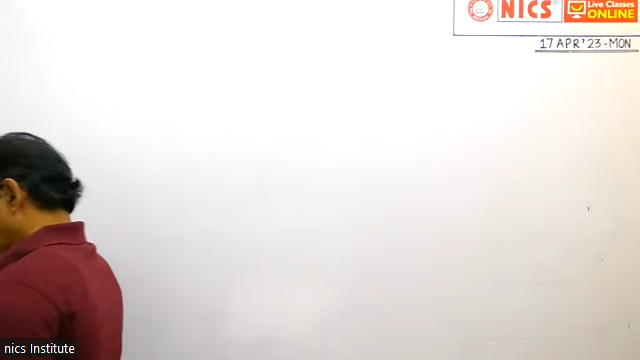 NICS
Live Classes
ONLINE
17 APR'23-MON
nics Institute